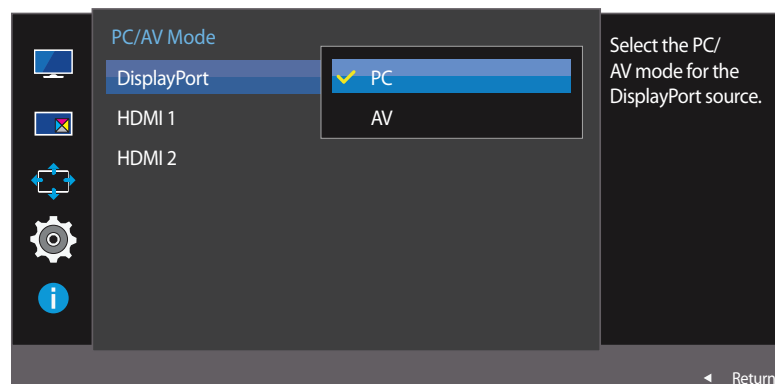 PC/AV Mode
DisplayPort
PC
HDMI 1
AV
HDMI 2
Select the PC/
AV mode for the
DisplayPort source.
Return